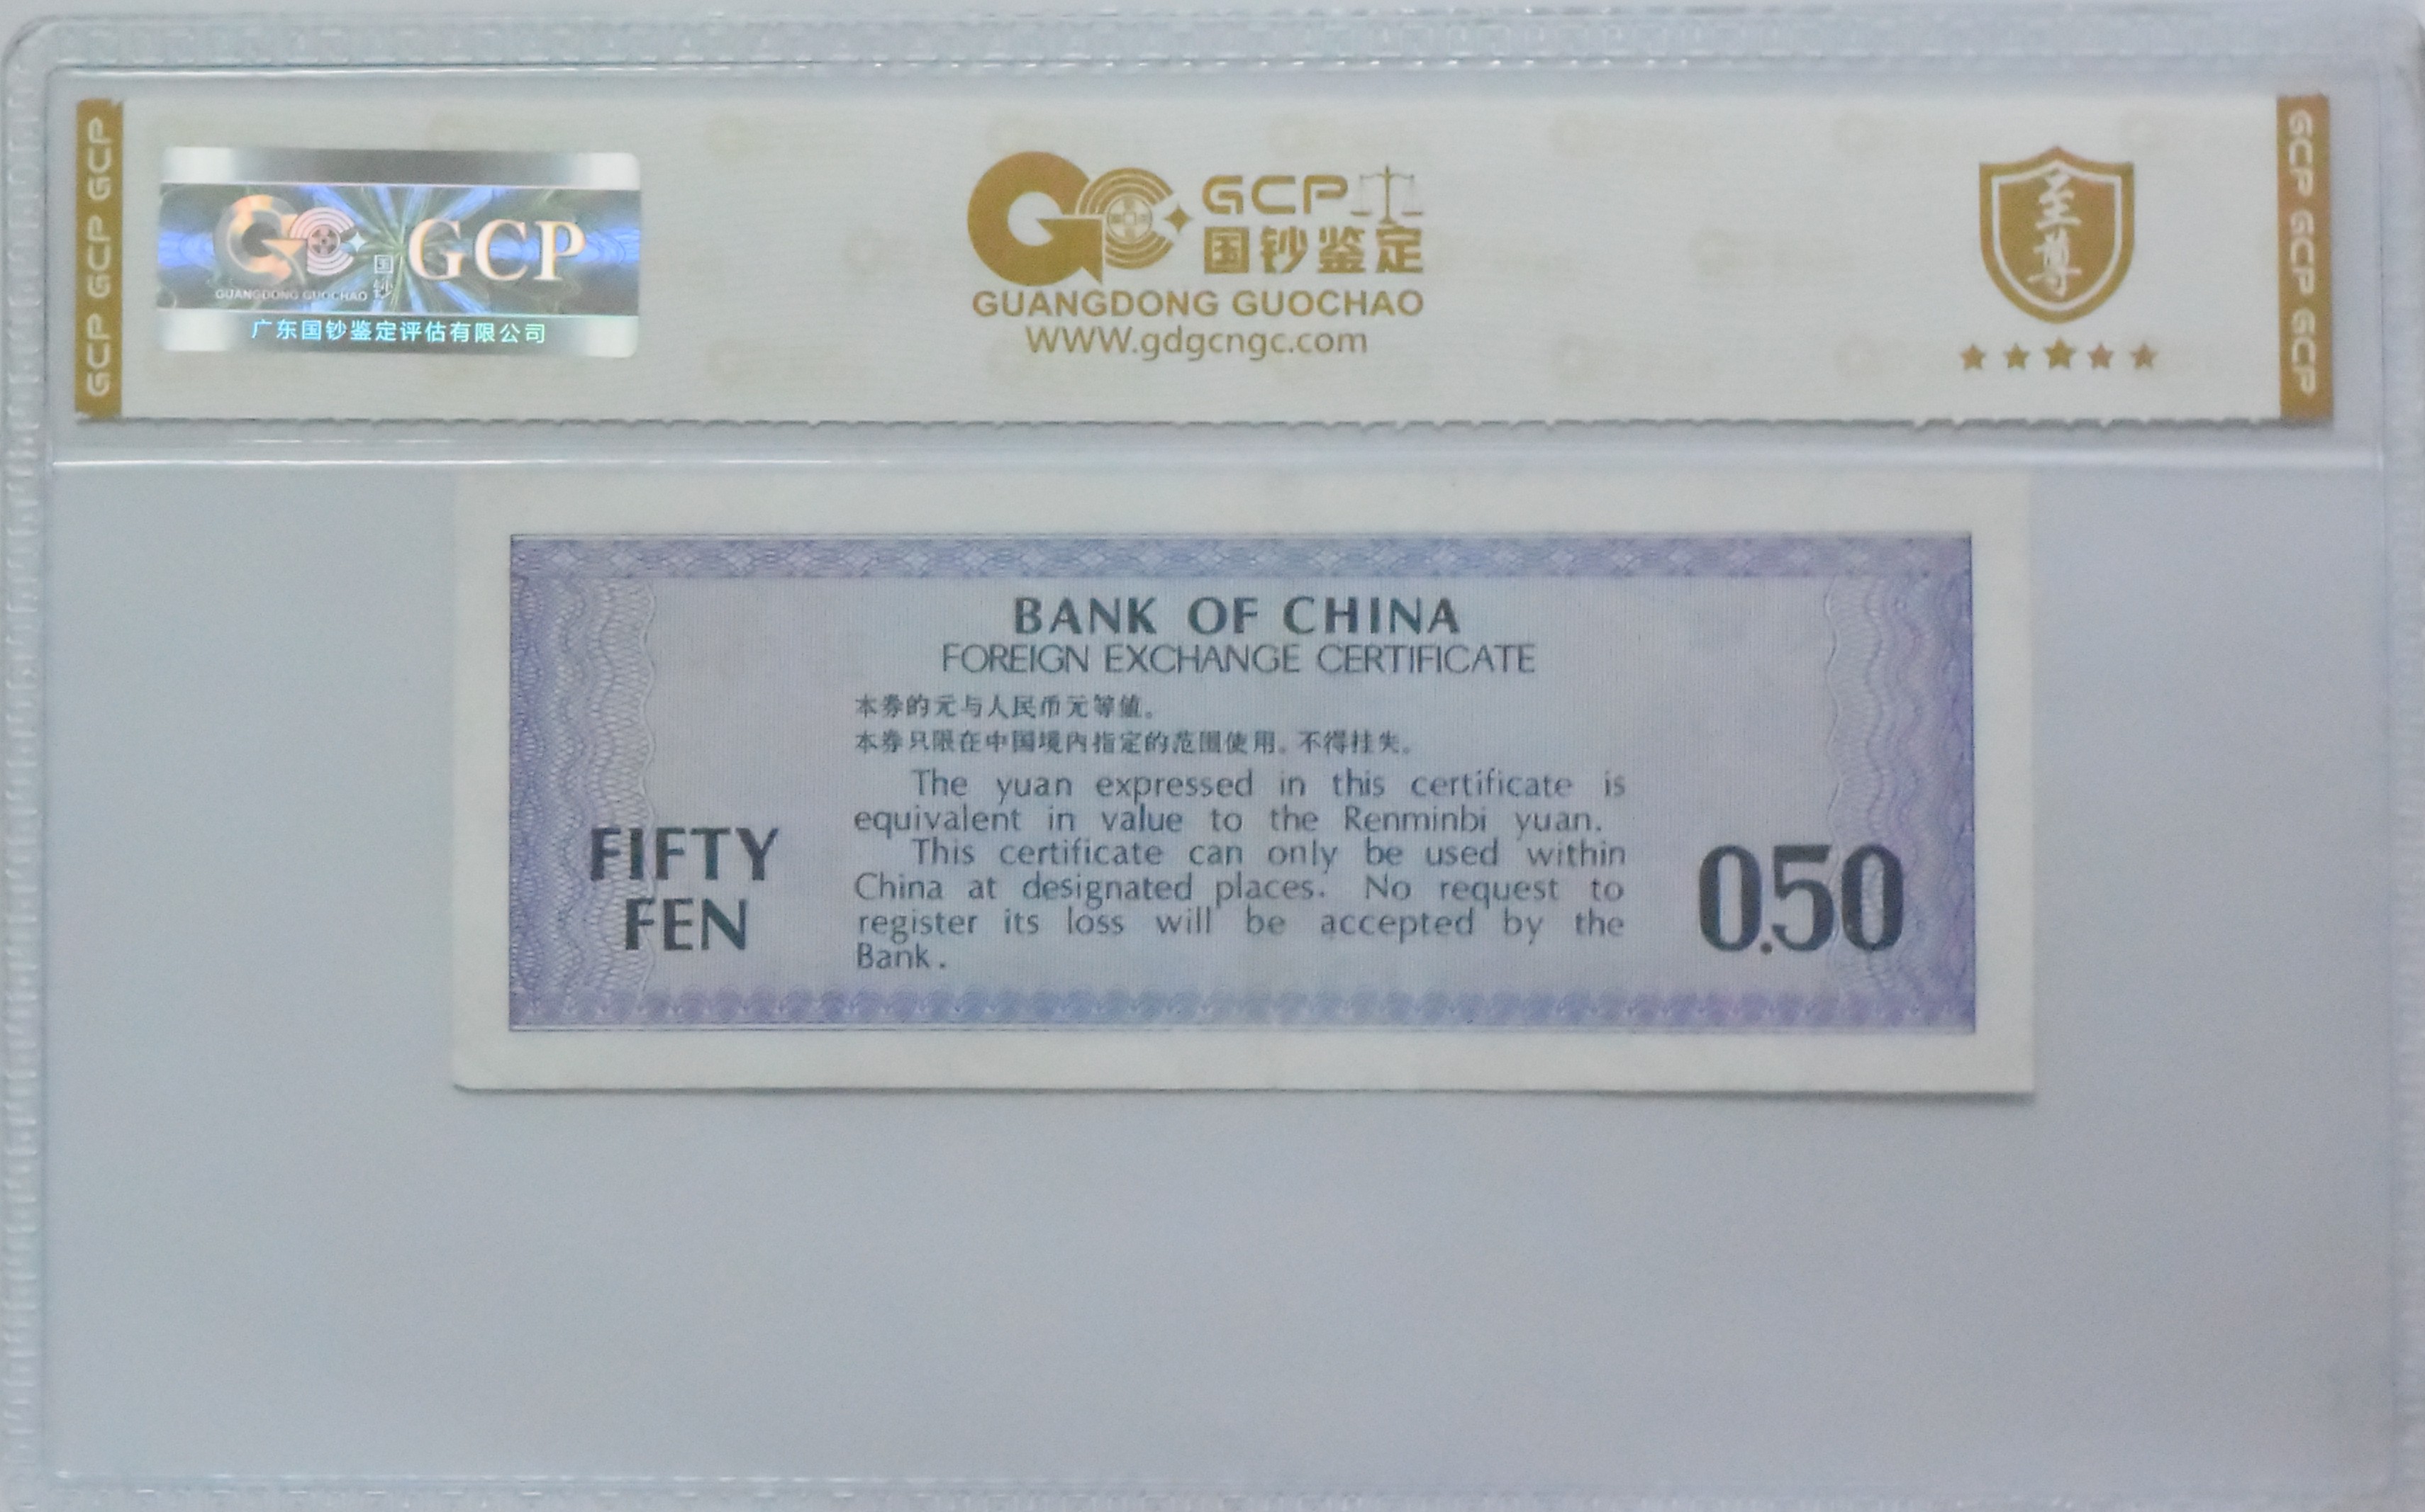 GCP GCP GCP
国钞
GCP
GUANGDONG GUOCHAO
广东国钞鉴定评估有限公司
GCP
国钞鉴定
GUANGDONG GUOCHAO
WWW.gdgcngc.com
至尊
GCP GCP GCP
BANK OF CHINA
FOREIGN EXCHANGE CERTIFICATE
本券的元与人民币元等值。
本券只限在中国境内指定的范围使用。不得挂失。
The yuan expressed in this certificate is
equivalent in value to the Renminbi yuan.
This certificate can only be used within
China at designated places. No request to
register its loss will be accepted by the
Bank.
FIFTY
FEN
0.50